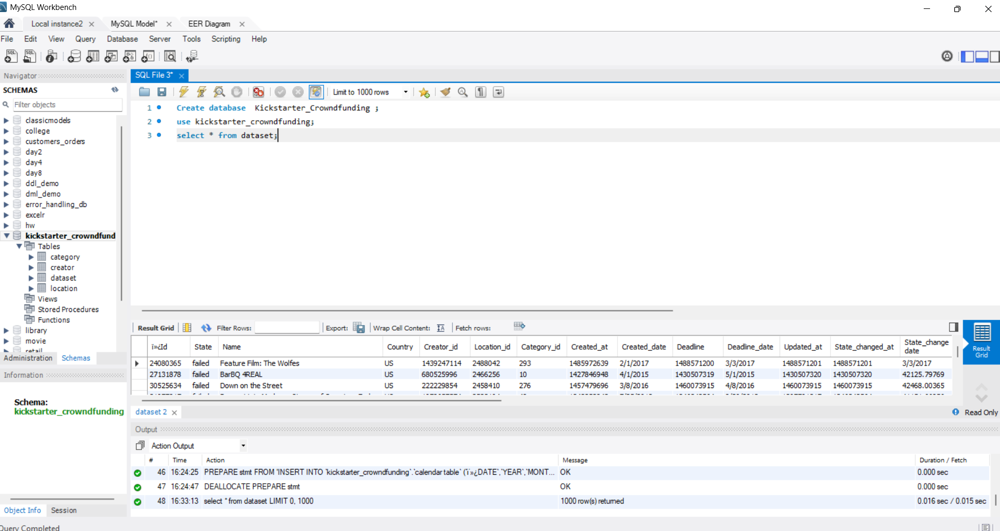 MySQL Workbench
Local instance2 MySQL Model* EER Diagram
File Edit View Query Database Server Tools Scripting Help
Navigator
SCHEMAS
Filter objects
classicmodels
college
customers_orders
day2
day4
day8
ddl_demo
dml_demo
error_handling_db
excelr
hw
kickstarter_crowndfund
Tables
category
creator
dataset
location
Views
Stored Procedures
Functions
library
movie
retail
Administration Schemas
Information
Schema:
kickstarter_crowndfunding
Object Info Session
Query Completed
SQL File 3*
Limit to 1000 rows
1 Create database Kickstarter_Crowndfunding ;
2 use kickstarter_crowndfunding;
3 select * from dataset;
Result Grid Filter Rows: Export: Wrap Cell Content: Fetch rows:
ï»¿Id State Name Country Creator_id Location_id Category_id Created_at Created_date Deadline Deadline_date Updated_at State_changed_at State_change date
24080365 failed Feature Film: The Wolfes US 1439247114 2488042 293 1485972639 2/1/2017 1488571200 3/3/2017 1488571201 1488571201 3/3/2017
27131878 failed BarBQ 4REAL US 680525996 2466256 10 1427846948 4/1/2015 1430507319 5/1/2015 1430507320 1430507320 42125.79769
30525634 failed Down on the Street US 222229854 2458410 276 1457479696 3/8/2016 1460073915 4/8/2016 1460073915 1460073915 42468.00365
Result
Grid
dataset 2
Read Only
Output
Action Output
# Time Action Message Duration / Fetch
46 16:24:25 PREPARE stmt FROM 'INSERT INTO `kickstarter_crowndfunding`.`calendar table` (`ï»¿DATE`,`YEAR`,`MONT... OK 0.000 sec
47 16:24:47 DEALLOCATE PREPARE stmt OK 0.000 sec
48 16:33:13 select * from dataset LIMIT 0, 1000 1000 row(s) returned 0.016 sec / 0.015 sec